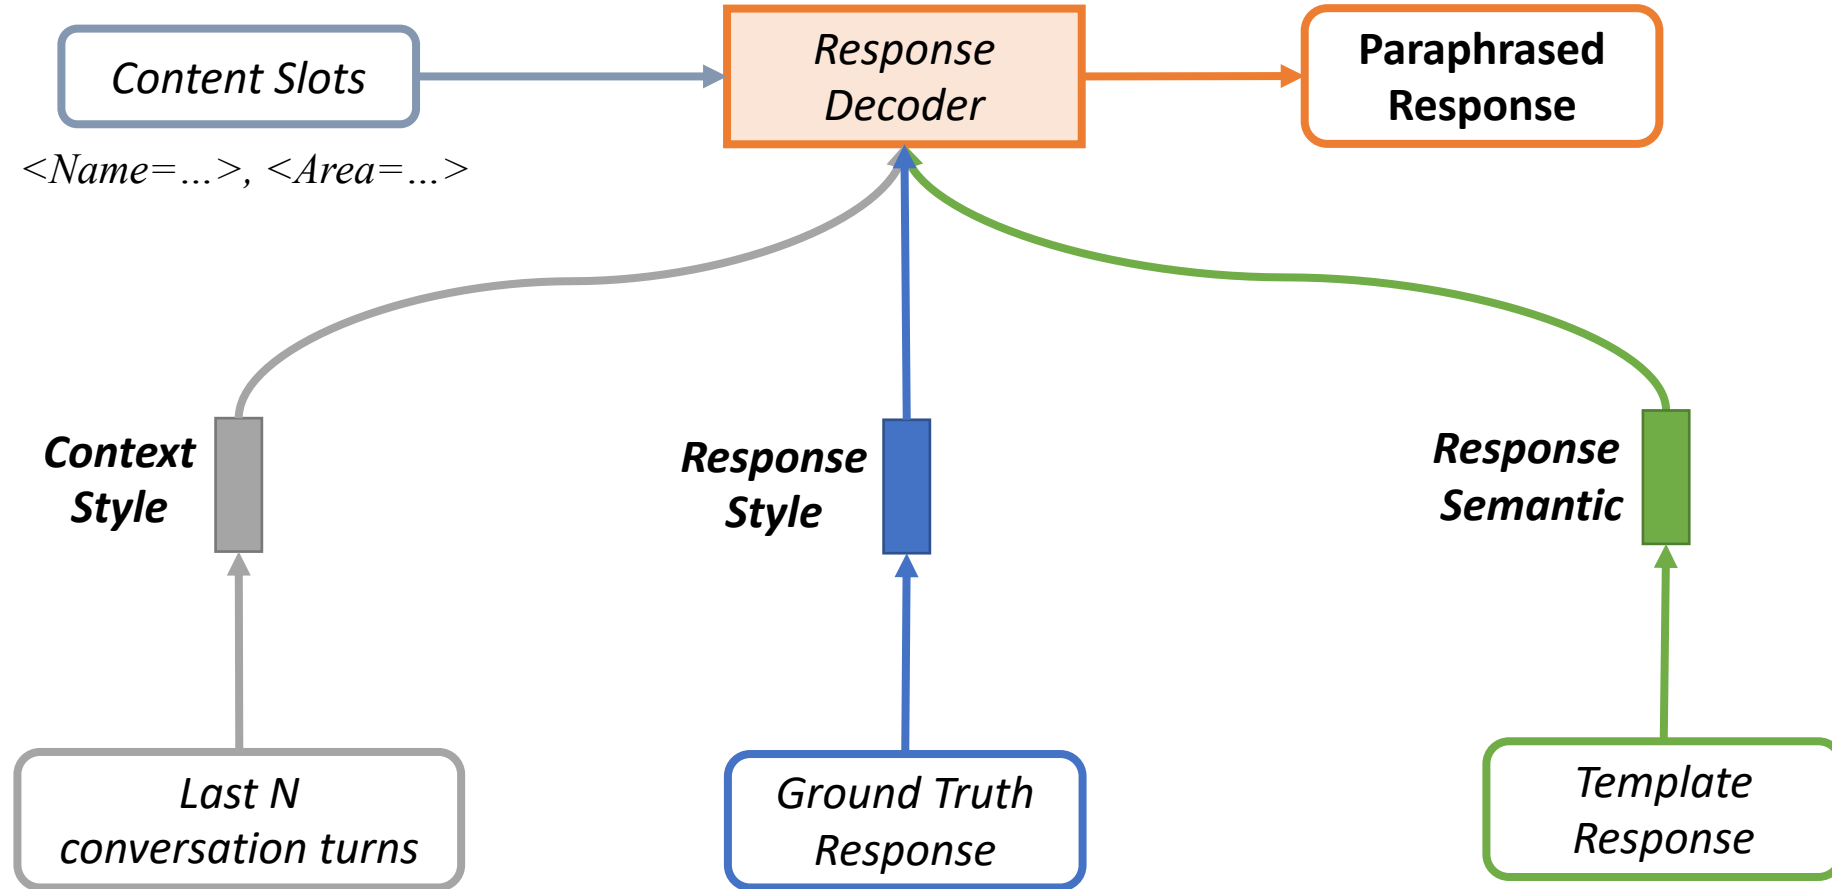 Content Slots
<Name=...>, <Area=...>
Response
Decoder
Paraphrased
Response
Context
Style
Response
Style
Response
Semantic
Last N
conversation turns
Ground Truth
Response
Template
Response